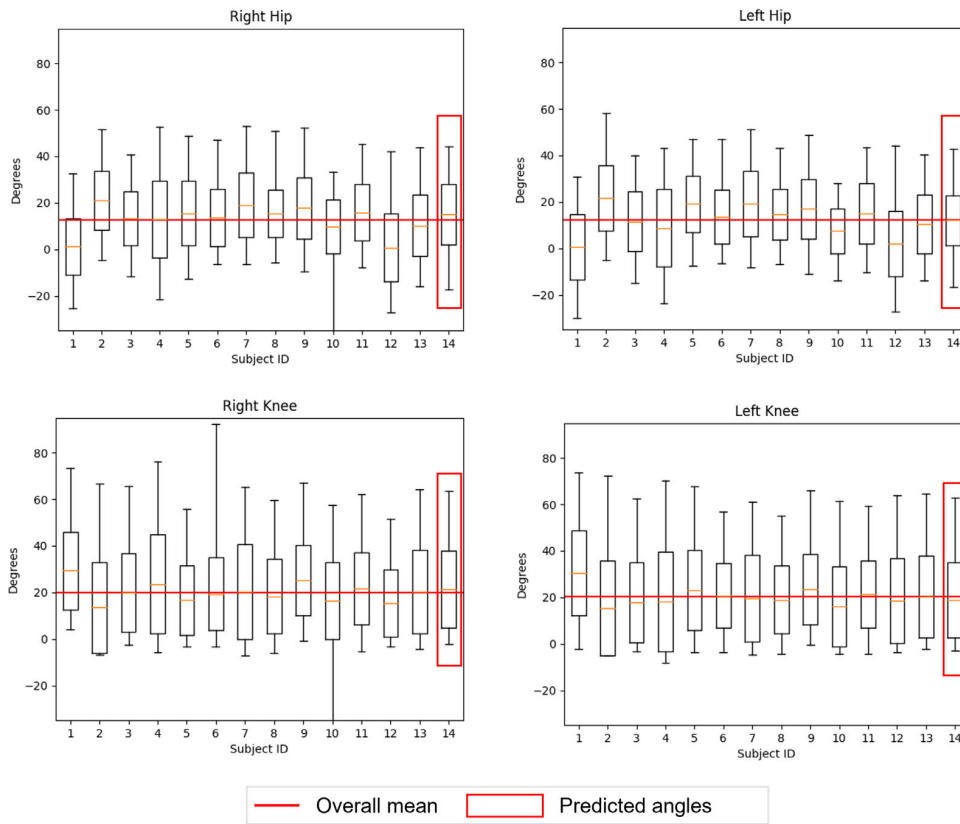 Right Hip
Left Hip
Degrees
80
60
40
20
0
−20
1 2 3 4 5 6 7 8 9 10 11 12 13 14
Subject ID
Degrees
80
60
40
20
0
−20
1 2 3 4 5 6 7 8 9 10 11 12 13 14
Subject ID
Right Knee
Left Knee
Degrees
80
60
40
20
0
−20
1 2 3 4 5 6 7 8 9 10 11 12 13 14
Subject ID
Degrees
80
60
40
20
0
−20
1 2 3 4 5 6 7 8 9 10 11 12 13 14
Subject ID
Overall mean Predicted angles